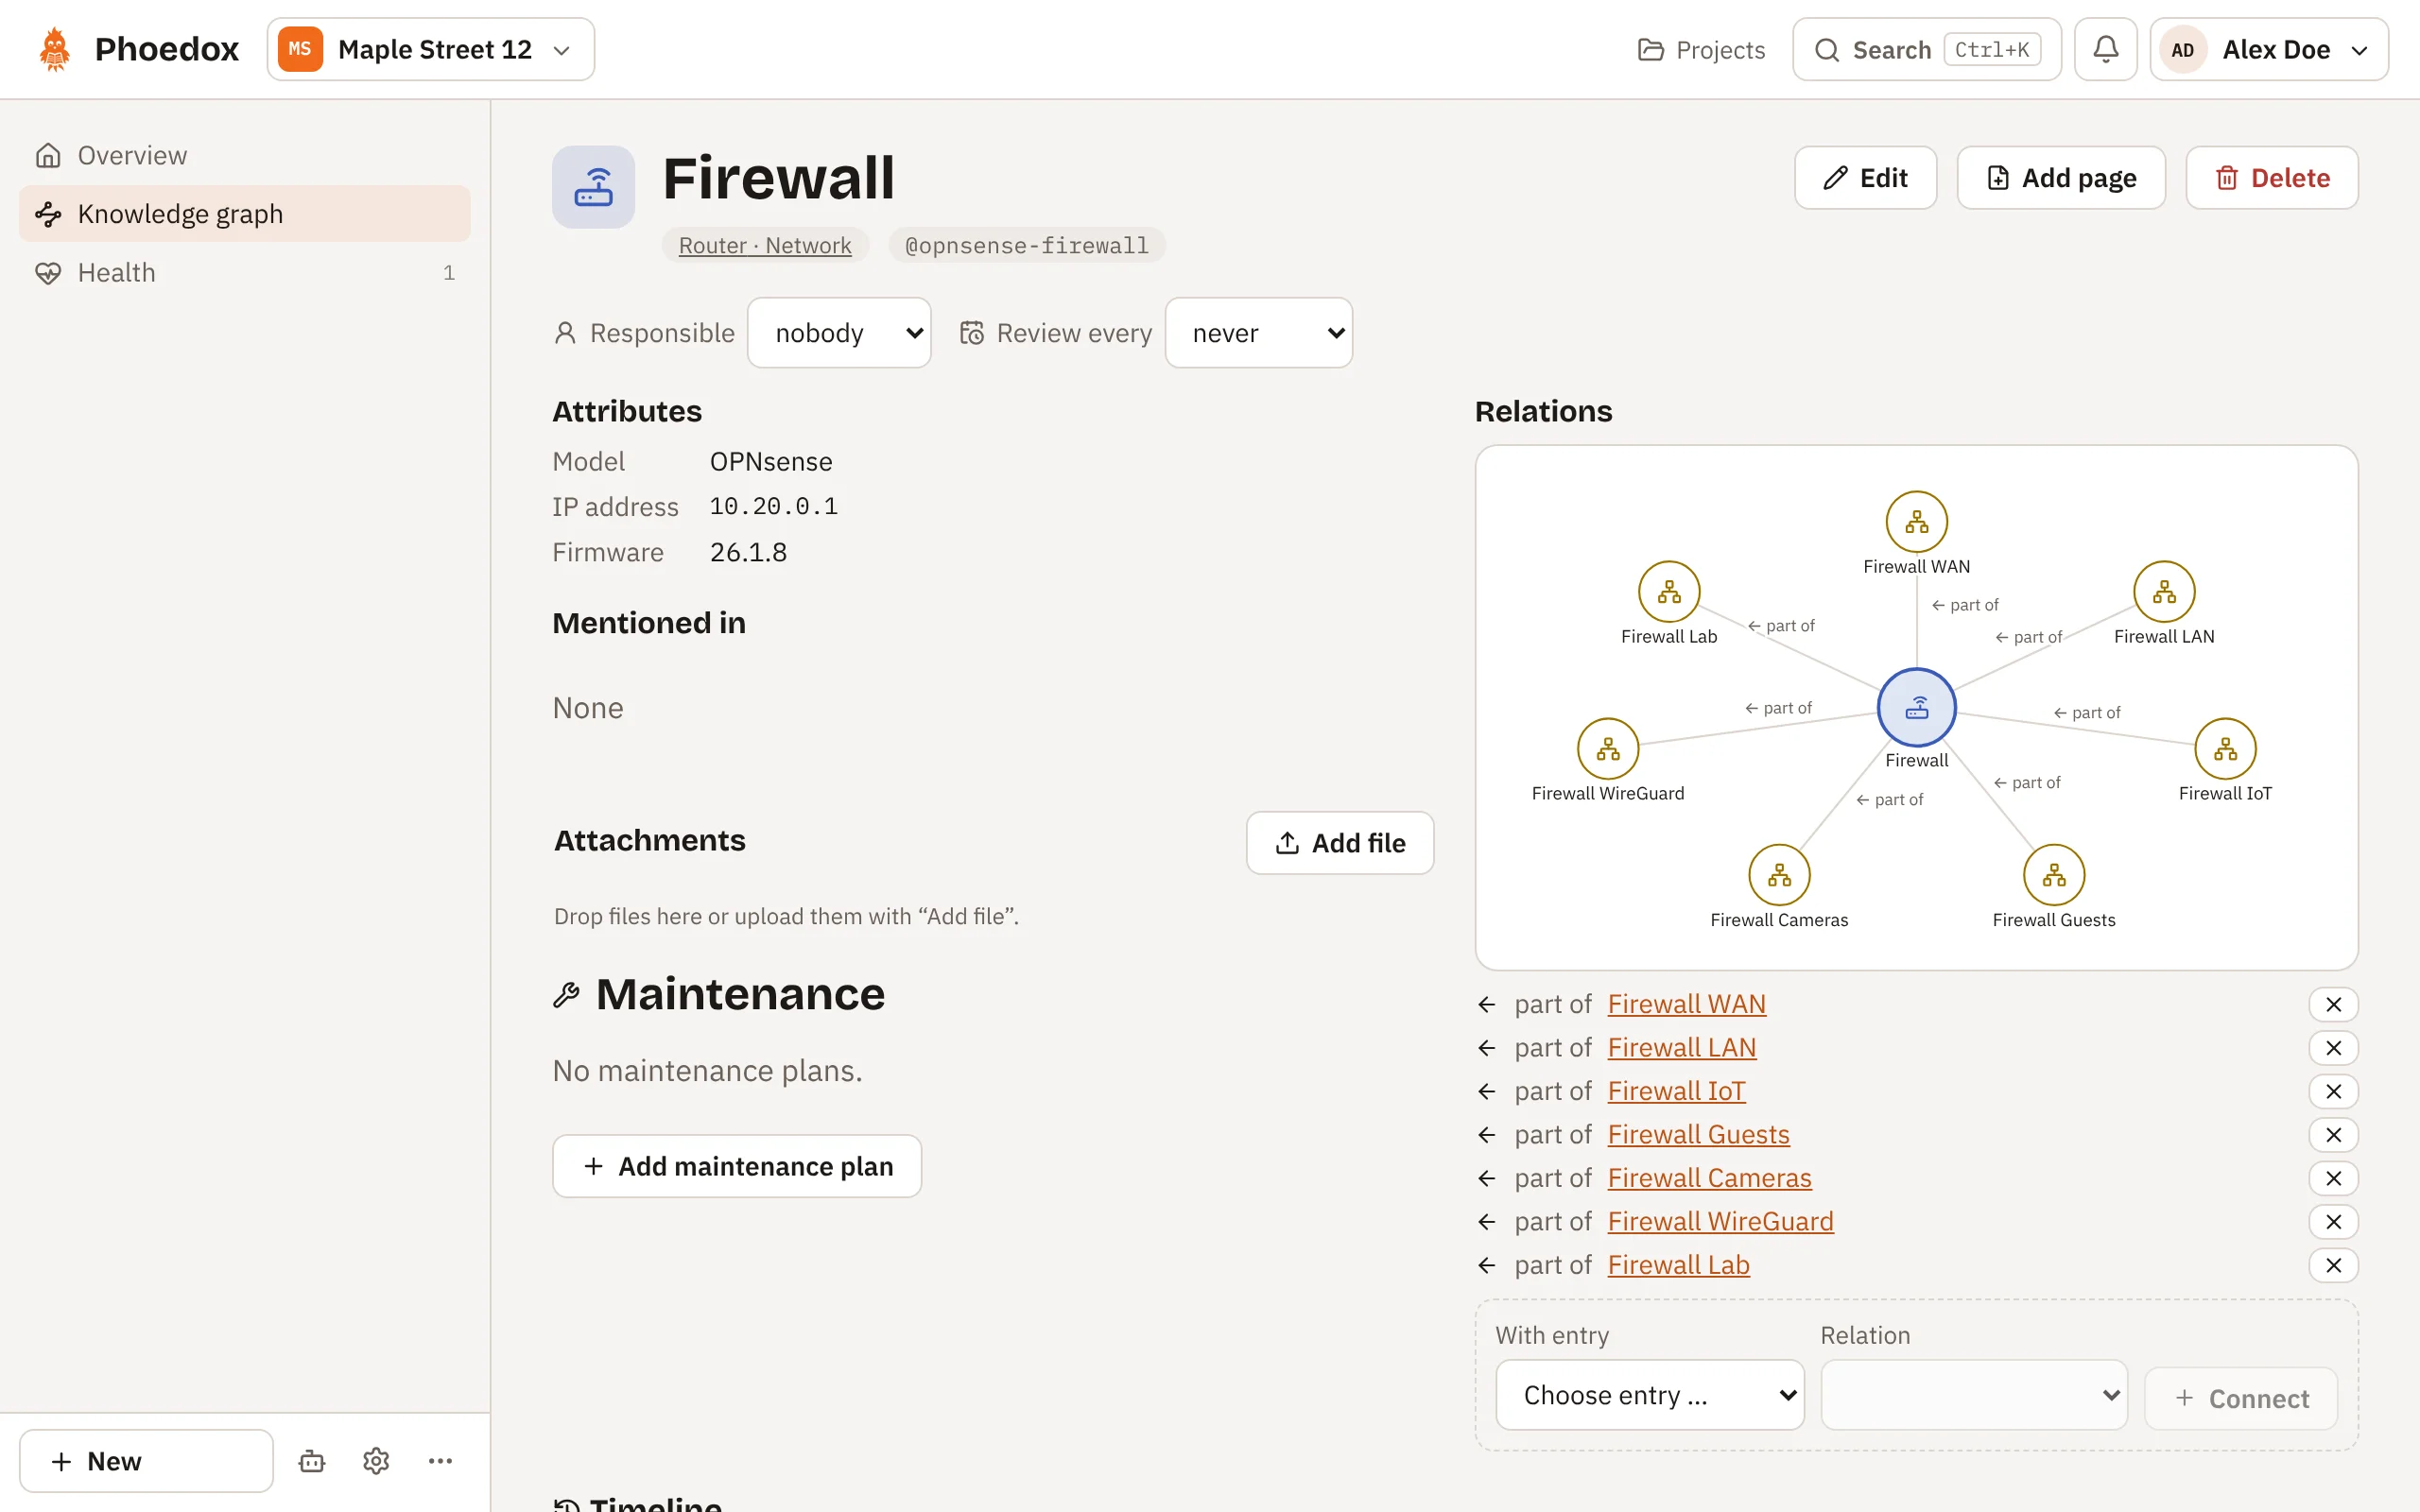 Phoedox
MS
Maple Street 12
Projects
Search
Ctrl+K
AD
Alex Doe
Overview
Knowledge graph
Health
1
Firewall
Edit
Add page
Delete
Router · Network
@opnsense-firewall
Responsible
nobody
Review every
never
Attributes
Model
OPNsense
IP address
10.20.0.1
Firmware
26.1.8
Mentioned in
None
Attachments
Add file
Drop files here or upload them with “Add file”.
Maintenance
No maintenance plans.
Add maintenance plan
Timeline
Relations
Firewall WAN
Firewall Lab
Firewall LAN
← part of
← part of
← part of
← part of
← part of
Firewall
Firewall WireGuard
Firewall IoT
← part of
← part of
Firewall Cameras
Firewall Guests
← part of Firewall WAN
← part of Firewall LAN
← part of Firewall IoT
← part of Firewall Guests
← part of Firewall Cameras
← part of Firewall WireGuard
← part of Firewall Lab
With entry
Relation
Choose entry ...
+ Connect
+ New